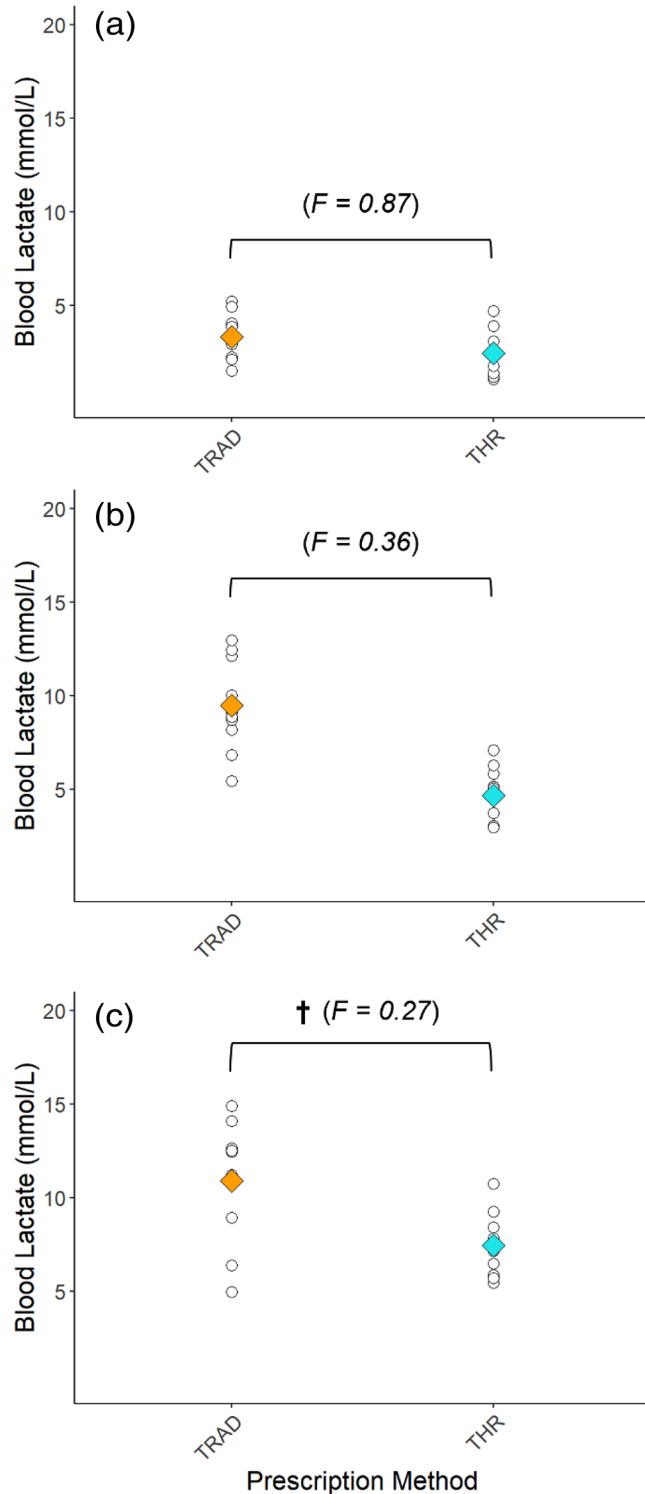 (a)
Blood Lactate (mmol/L)
20
15
10
5
(F = 0.87)
TRAD
THR
(b)
Blood Lactate (mmol/L)
20
15
10
5
(F = 0.36)
TRAD
THR
(c)
Blood Lactate (mmol/L)
20
15
10
5
† (F = 0.27)
TRAD
THR
Prescription Method